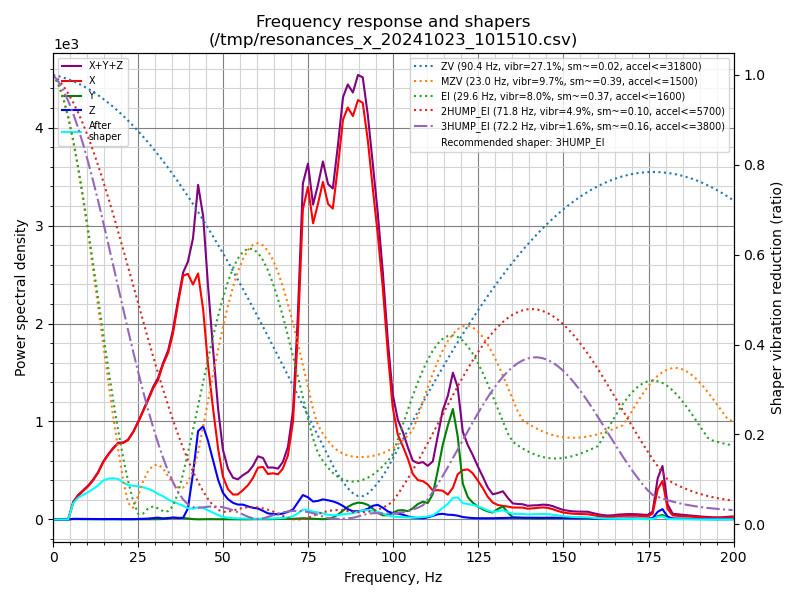 Frequency response and shapers
(/tmp/resonances_x_20241023_101510.csv)
1e3
X+Y+Z
X
Y
Z
After
shaper
ZV (90.4 Hz, vibr=27.1%, sm~=0.02, accel<=31800)
MZV (23.0 Hz, vibr=9.7%, sm~=0.39, accel<=1500)
EI (29.6 Hz, vibr=8.0%, sm~=0.37, accel<=1600)
2HUMP_EI (71.8 Hz, vibr=4.9%, sm~=0.10, accel<=5700)
3HUMP_EI (72.2 Hz, vibr=1.6%, sm~=0.16, accel<=3800)
Recommended shaper: 3HUMP_EI
4
3
2
1
0
Power spectral density
1.0
0.8
0.6
0.4
0.2
0.0
Shaper vibration reduction (ratio)
0 25 50 75 100 125 150 175 200
Frequency, Hz